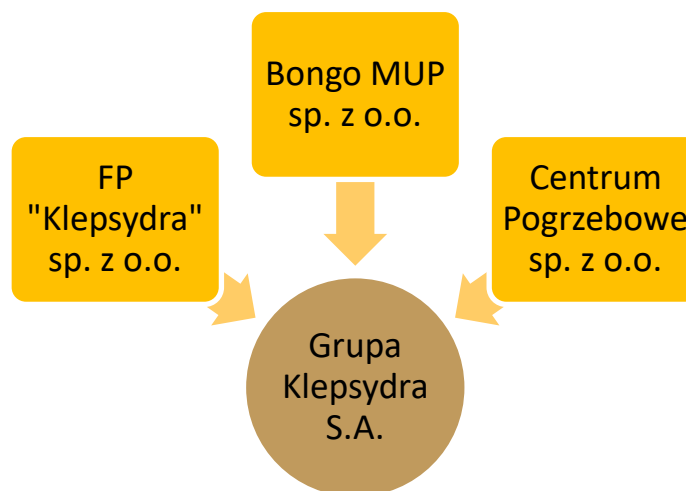 Bongo MUP
sp. z o.o.
FP
"Klepsydra"
sp. z o.o.
Centrum
Pogrzebowe
sp. z o.o.
Grupa
Klepsydra
S.A.